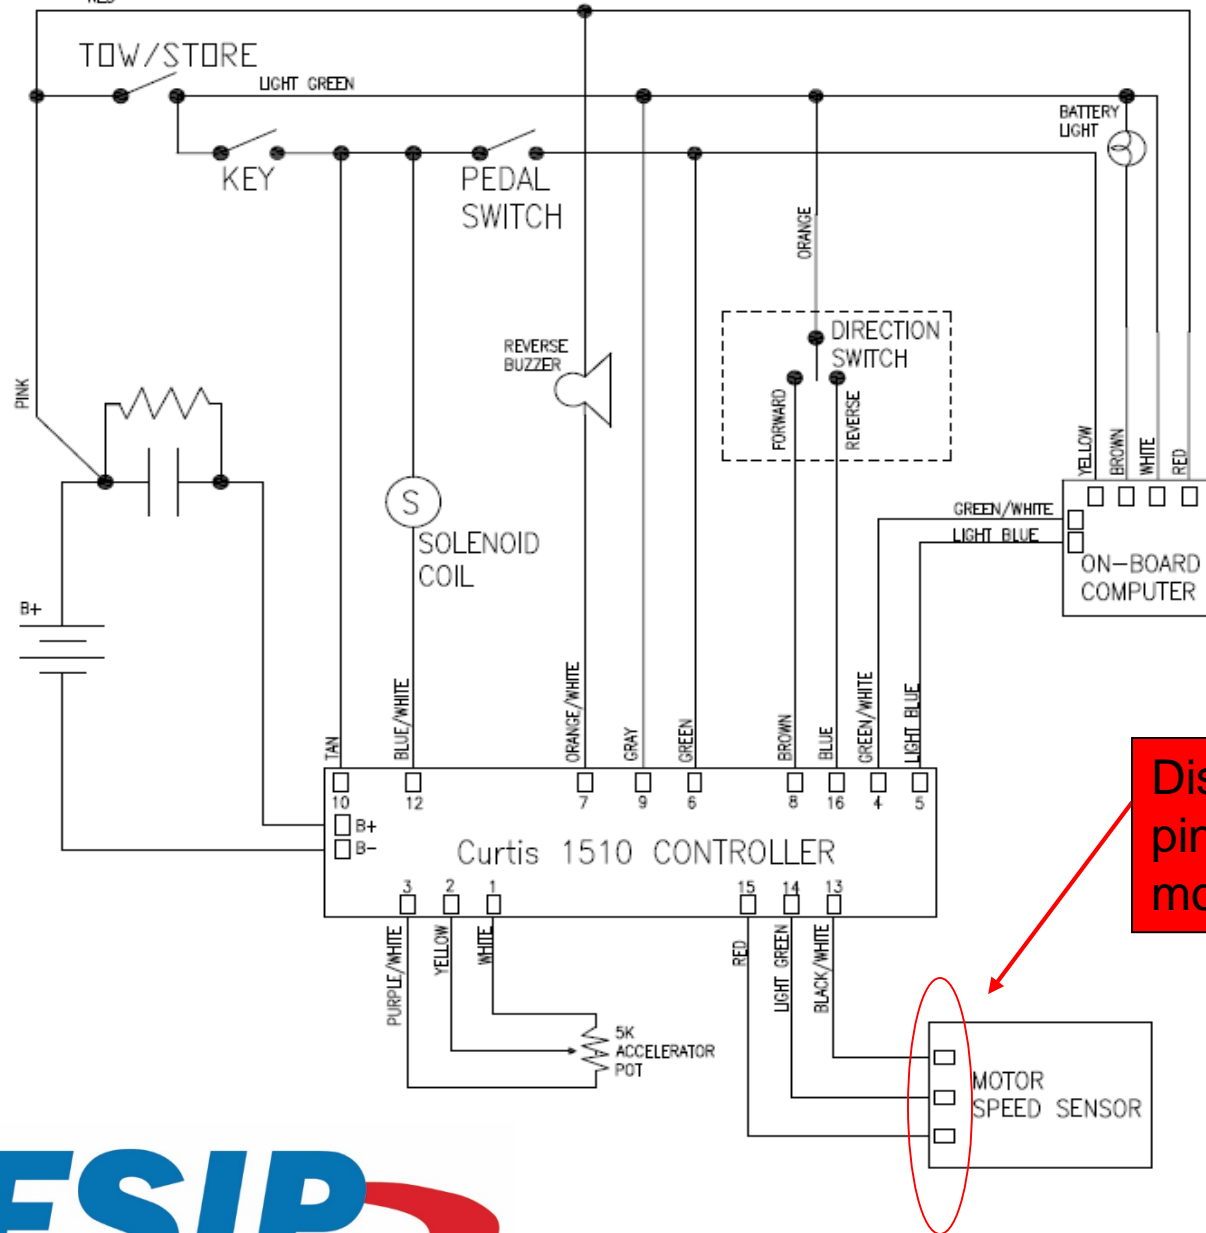 RED
TOW/STORE
LIGHT GREEN
BATTERY
LIGHT
KEY
PEDAL
SWITCH
ORANGE
DIRECTION
SWITCH
REVERSE
BUZZER
PINK
FORWARD
REVERSE
YELLOW
BROWN
WHITE
RED
S
SOLENOID
COIL
GREEN/WHITE
LIGHT BLUE
ON-BOARD
COMPUTER
B+
TAN
BLUE/WHITE
ORANGE/WHITE
GRAY
GREEN
BROWN
BLUE
GREEN/WHITE
LIGHT BLUE
10
12
7
9
6
8
16
4
5
B+
B-
Curtis 1510 CONTROLLER
3
2
1
15
14
13
PURPLE/WHITE
YELLOW
WHITE
RED
LIGHT GREEN
BLACK/WHITE
5K
ACCELERATOR
POT
MOTOR
SPEED SENSOR
Dis
pin
mo